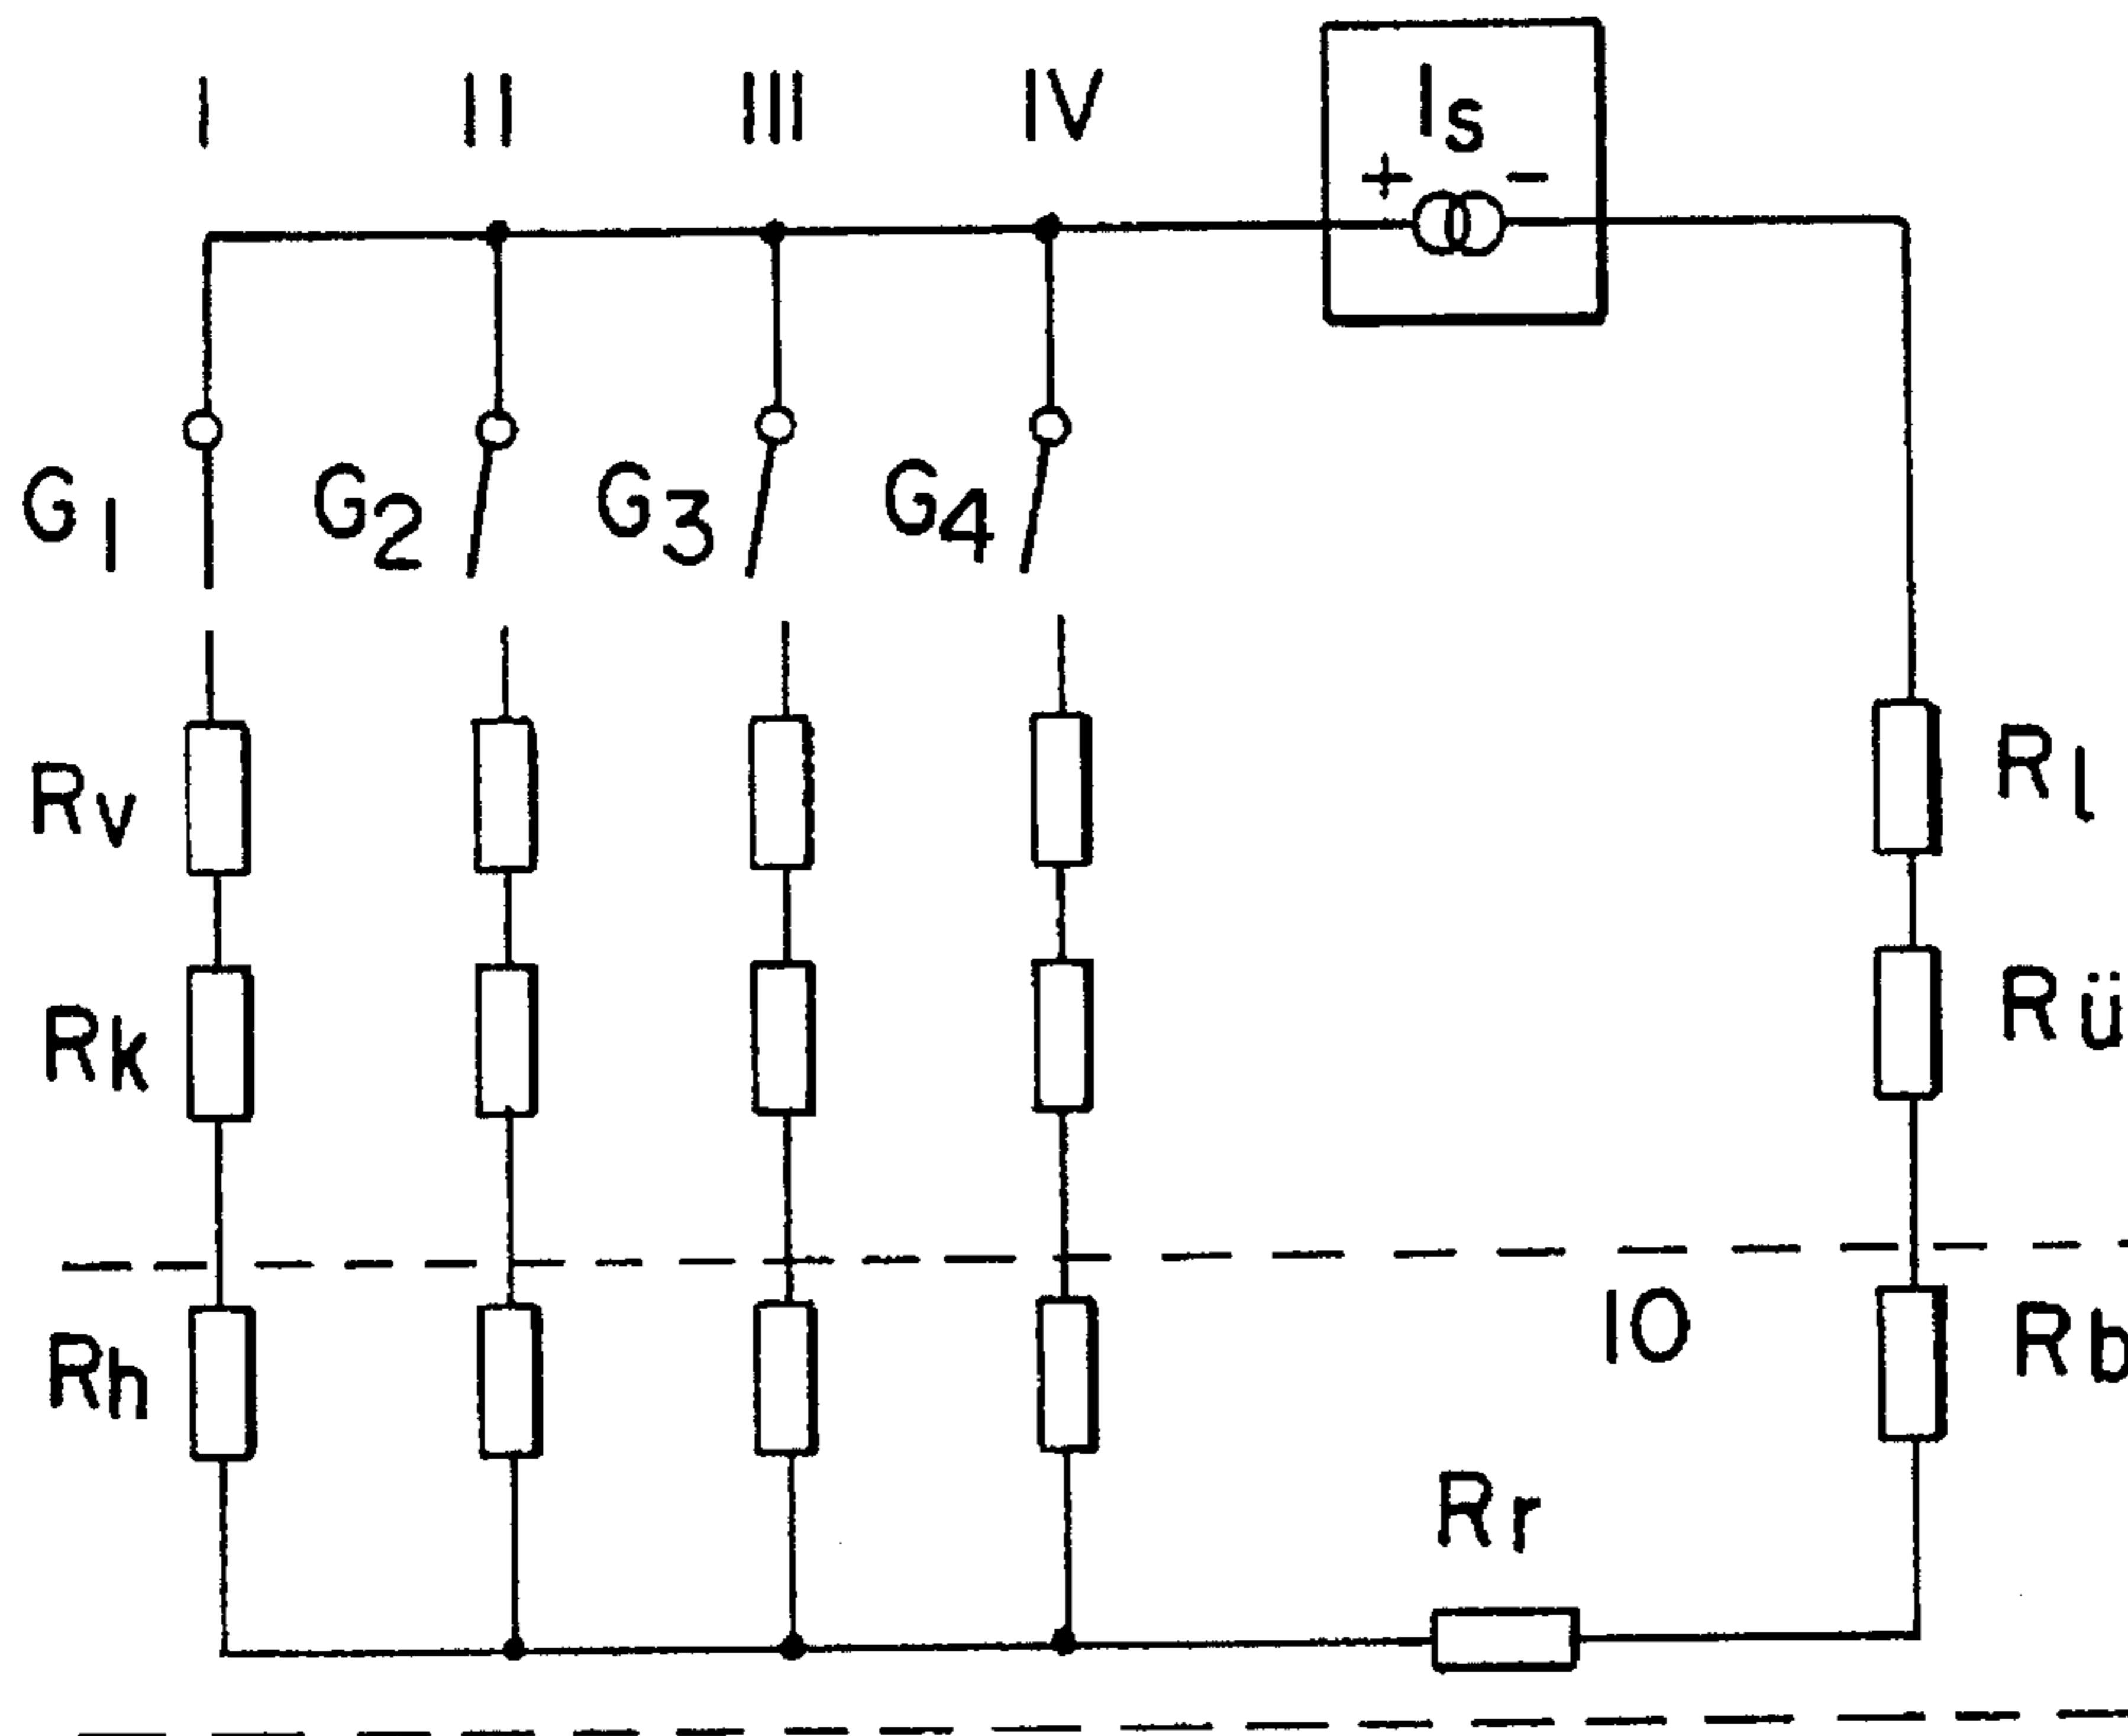 I II III IV
Is
+ -
G1 G2 G3 G4
Rv
Rl
Rk
Rü
10
Rh
Rb
Rr